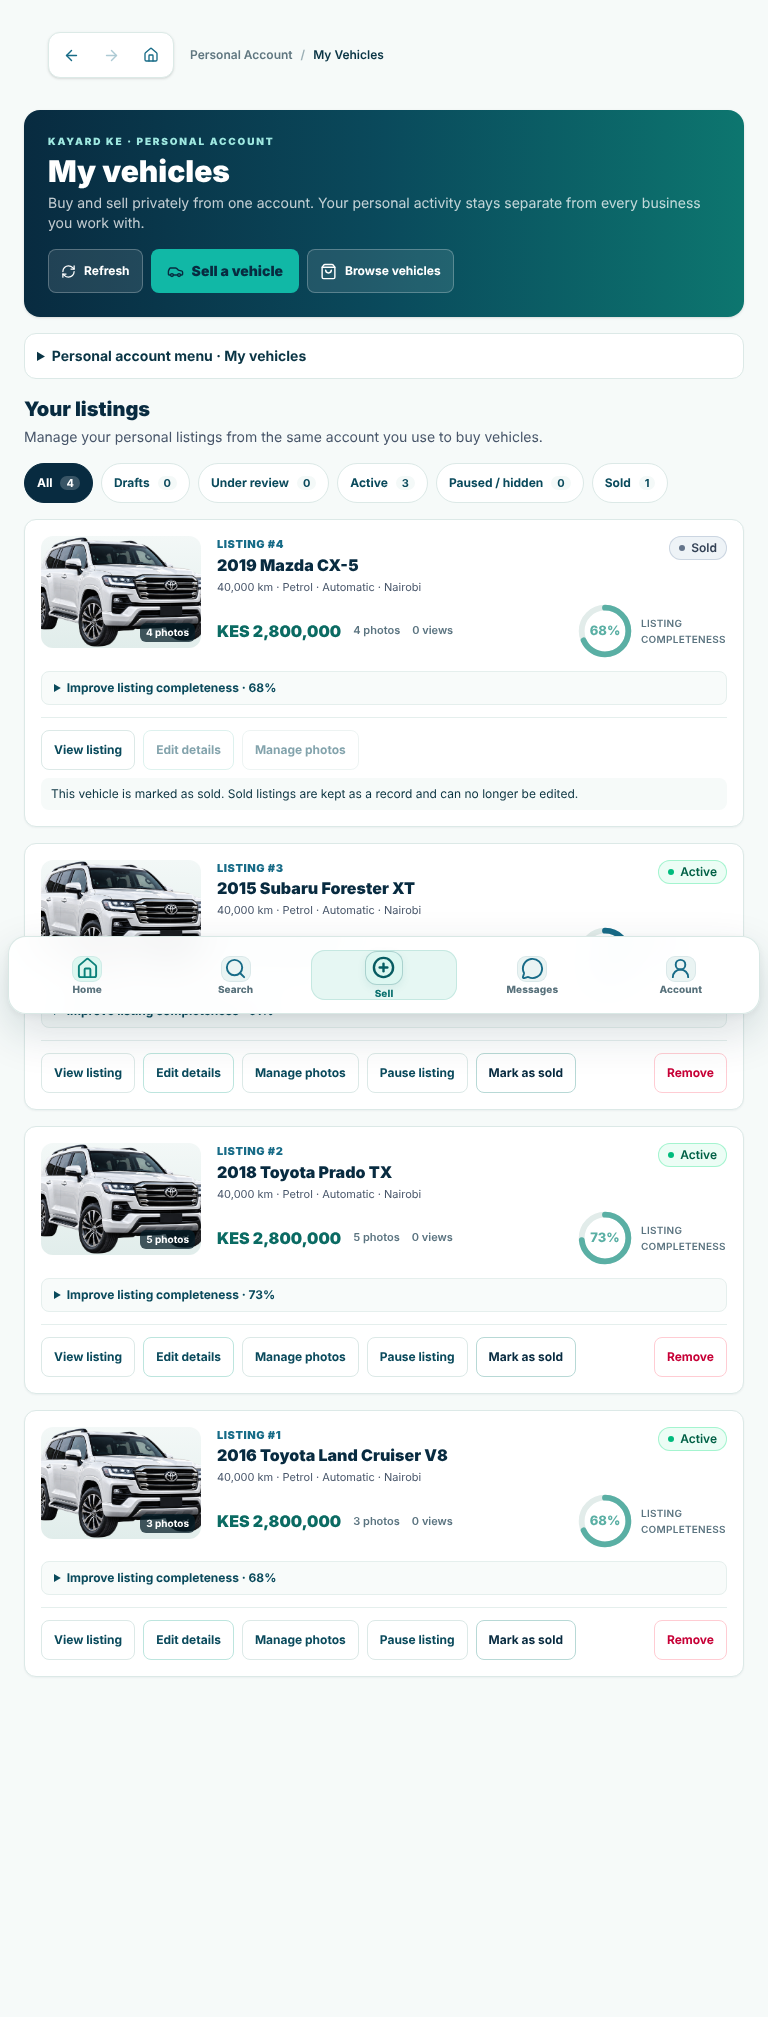 Personal Account / My Vehicles
KAYARD KE · PERSONAL ACCOUNT
My vehicles
Buy and sell privately from one account. Your personal activity stays separate from every business
you work with.
Refresh
Sell a vehicle
Browse vehicles
Personal account menu · My vehicles
Your listings
Manage your personal listings from the same account you use to buy vehicles.
All 4
Drafts 0
Under review 0
Active 3
Paused / hidden 0
Sold 1
LISTING #4
Sold
2019 Mazda CX-5
40,000 km · Petrol · Automatic · Nairobi
4 photos
KES 2,800,000 4 photos 0 views
68%
LISTING
COMPLETENESS
Improve listing completeness · 68%
View listing
Edit details
Manage photos
This vehicle is marked as sold. Sold listings are kept as a record and can no longer be edited.
LISTING #3
Active
2015 Subaru Forester XT
40,000 km · Petrol · Automatic · Nairobi
Home
Search
Sell
Messages
Account
View listing
Edit details
Manage photos
Pause listing
Mark as sold
Remove
LISTING #2
Active
2018 Toyota Prado TX
40,000 km · Petrol · Automatic · Nairobi
5 photos
KES 2,800,000 5 photos 0 views
73%
LISTING
COMPLETENESS
Improve listing completeness · 73%
View listing
Edit details
Manage photos
Pause listing
Mark as sold
Remove
LISTING #1
Active
2016 Toyota Land Cruiser V8
40,000 km · Petrol · Automatic · Nairobi
3 photos
KES 2,800,000 3 photos 0 views
68%
LISTING
COMPLETENESS
Improve listing completeness · 68%
View listing
Edit details
Manage photos
Pause listing
Mark as sold
Remove